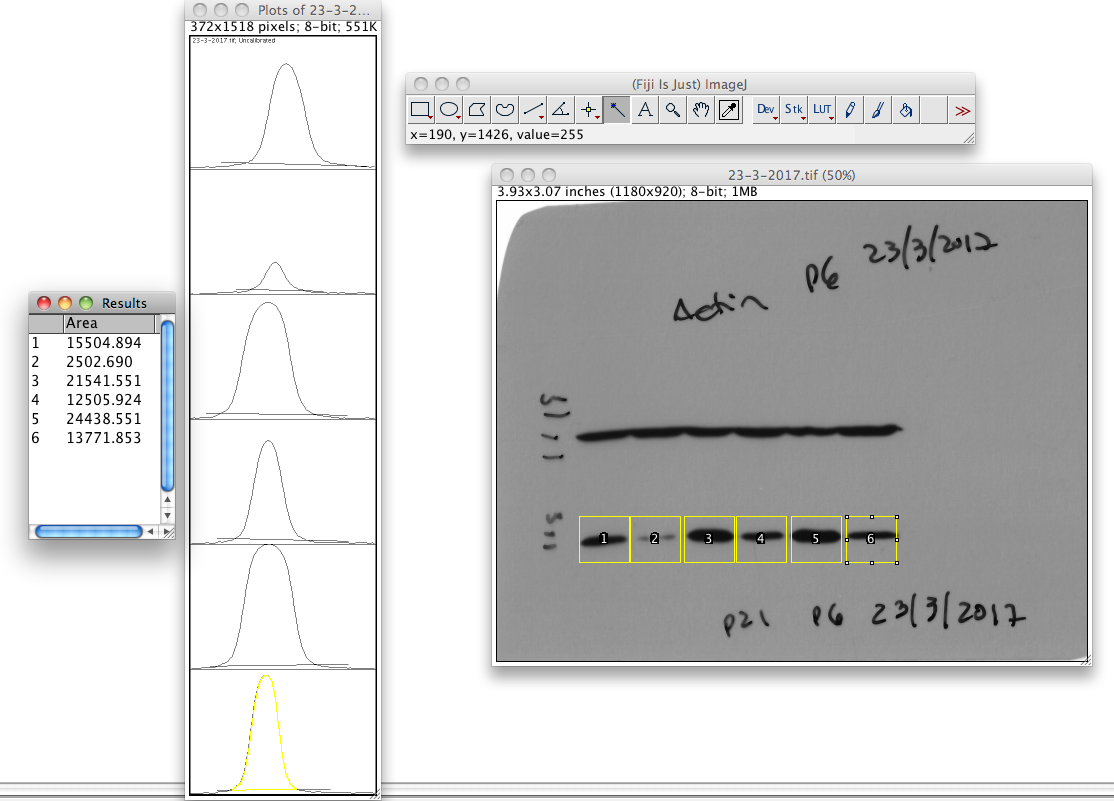 Plots of 23-3-2...
372x1518 pixels; 8-bit; 551K
23-3-2017.tif; Uncalibrated
(Fiji Is Just) ImageJ
A Dev Stk LUT >>
x=190, y=1426, value=255
23-3-2017.tif (50%)
3.93x3.07 inches (1180x920); 8-bit; 1MB
P6 23/3/2017
Actin
1 2 3 4 5 6
P21 P6 23/3/2017
Results
Area
1 15504.894
2 2502.690
3 21541.551
4 12505.924
5 24438.551
6 13771.853